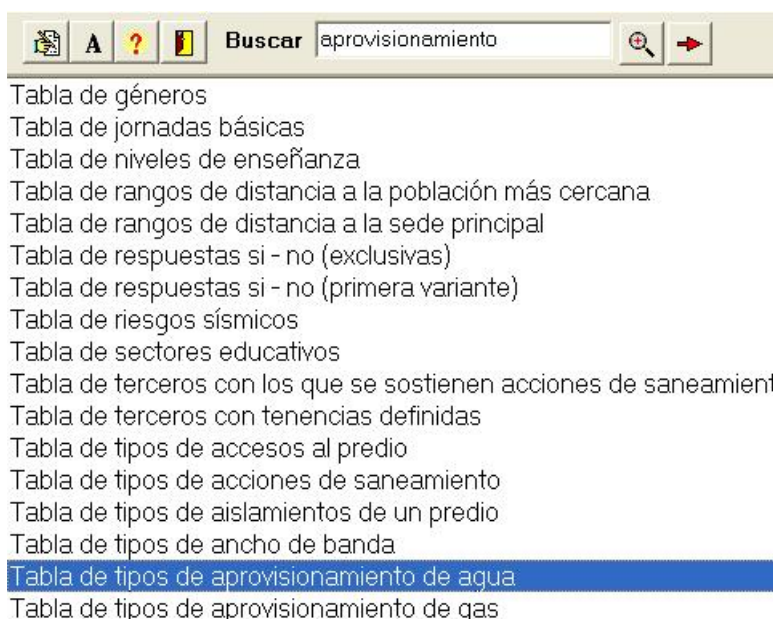 A ? Buscar aprovisionamiento
Tabla de géneros
Tabla de jornadas básicas
Tabla de niveles de enseñanza
Tabla de rangos de distancia a la población más cercana
Tabla de rangos de distancia a la sede principal
Tabla de respuestas si - no (exclusivas)
Tabla de respuestas si - no (primera variante)
Tabla de riesgos sísmicos
Tabla de sectores educativos
Tabla de terceros con los que se sostienen acciones de saneamient
Tabla de terceros con tenencias definidas
Tabla de tipos de accesos al predio
Tabla de tipos de acciones de saneamiento
Tabla de tipos de aislamientos de un predio
Tabla de tipos de ancho de banda
Tabla de tipos de aprovisionamiento de agua
Tabla de tipos de aprovisionamiento de gas